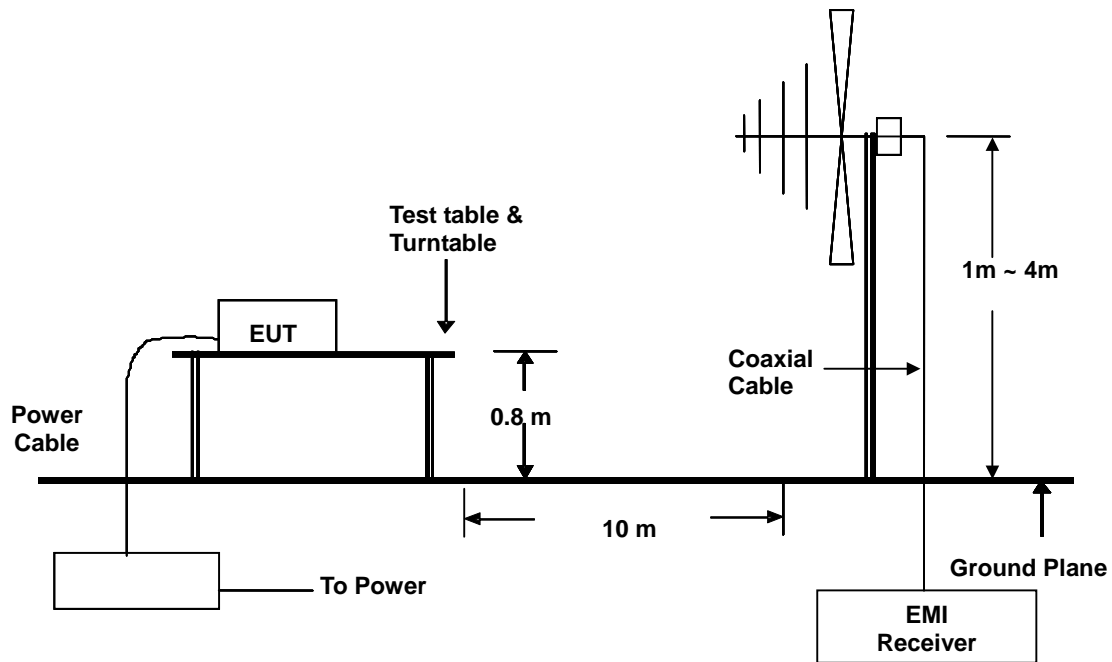 Test table &
Turntable
1m ~ 4m
EUT
Coaxial
Cable
0.8 m
Power
Cable
10 m
Ground Plane
To Power
EMI
Receiver